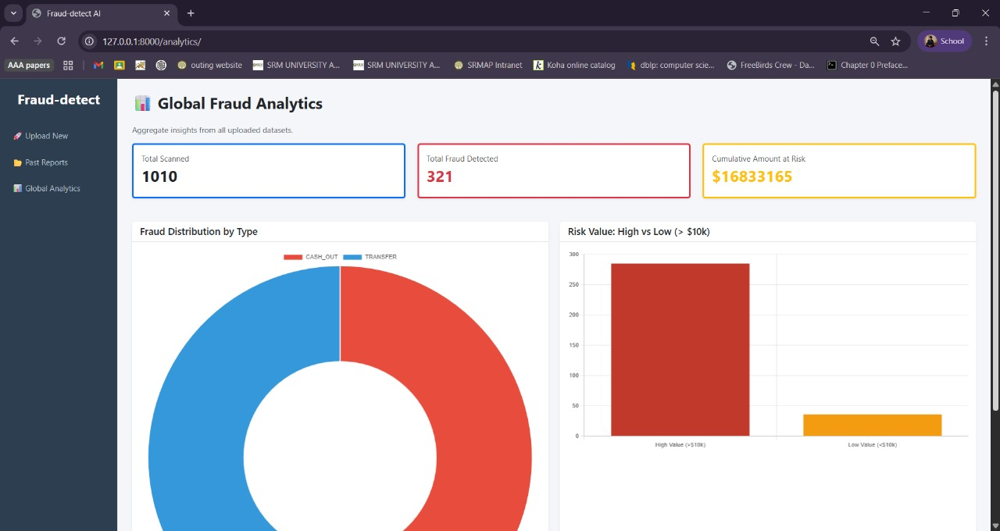 Fraud-detect AI
127.0.0.1:8000/analytics/
School
AAA papers
outing website
SRM UNIVERSITY A...
SRM UNIVERSITY A...
SRMAP Intranet
Koha online catalog
dblp: computer scie...
FreeBirds Crew - Da...
Chapter 0 Preface...
Fraud-detect
Upload New
Past Reports
Global Analytics
Global Fraud Analytics
Aggregate insights from all uploaded datasets.
Total Scanned
1010
Total Fraud Detected
321
Cumulative Amount at Risk
$16833165
Fraud Distribution by Type
CASH_OUT
TRANSFER
Risk Value: High vs Low (> $10k)
300
250
200
150
100
50
0
High Value (>$10k)
Low Value (<$10k)